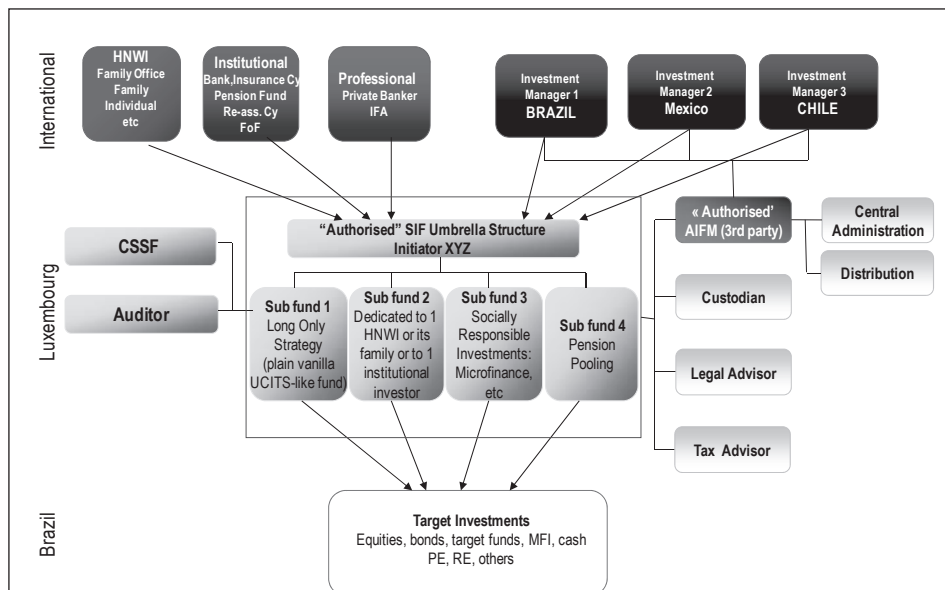 International
HNWI
Family Office
Family
Individual
etc
Institutional
Bank,Insurance Cy
Pension Fund
Re-ass. Cy
FoF
Professional
Private Banker
IFA
Investment
Manager 1
BRAZIL
Investment
Manager 2
Mexico
Investment
Manager 3
CHILE
Luxembourg
CSSF
Auditor
“Authorised” SIF Umbrella Structure
Initiator XYZ
Sub fund 1
Long Only
Strategy
(plain vanilla
UCITS-like fund)
Sub fund 2
Dedicated to 1
HNWI or its
family or to 1
institutional
investor
Sub fund 3
Socially
Responsible
Investments:
Microfinance,
etc
Sub fund 4
Pension
Pooling
« Authorised’
AIFM (3rd party)
Central
Administration
Distribution
Custodian
Legal Advisor
Tax Advisor
Brazil
Target Investments
Equities, bonds, target funds, MFI, cash
PE, RE, others